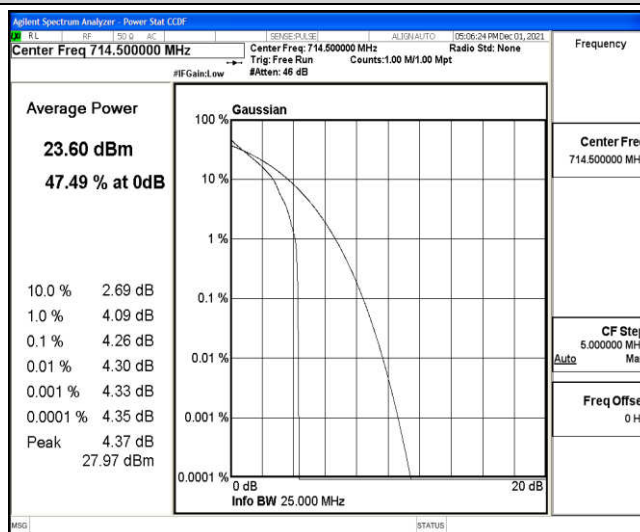 Agilent Spectrum Analyzer - Power Stat CCDF
RL RF 50 Ω AC SENSE:PULSE ALIGN AUTO 05:06:24 PM Dec 01, 2021
Center Freq 714.500000 MHz
Center Freq: 714.500000 MHz Radio Std: None
Trig: Free Run Counts:1.00 M/1.00 Mpt
#IFGain:Low #Atten: 46 dB
Frequency
Average Power
23.60 dBm
47.49 % at 0dB
10.0 % 2.69 dB
1.0 % 4.09 dB
0.1 % 4.26 dB
0.01 % 4.30 dB
0.001 % 4.33 dB
0.0001 % 4.35 dB
Peak 4.37 dB
27.97 dBm
Gaussian
100 %
10 %
1 %
0.1 %
0.01 %
0.001 %
0.0001 %
0 dB 20 dB
Info BW 25.000 MHz
Center Fre
714.500000 MH
CF Step
5.000000 MH
Auto Ma
Freq Offse
0 H
MSG STATUS